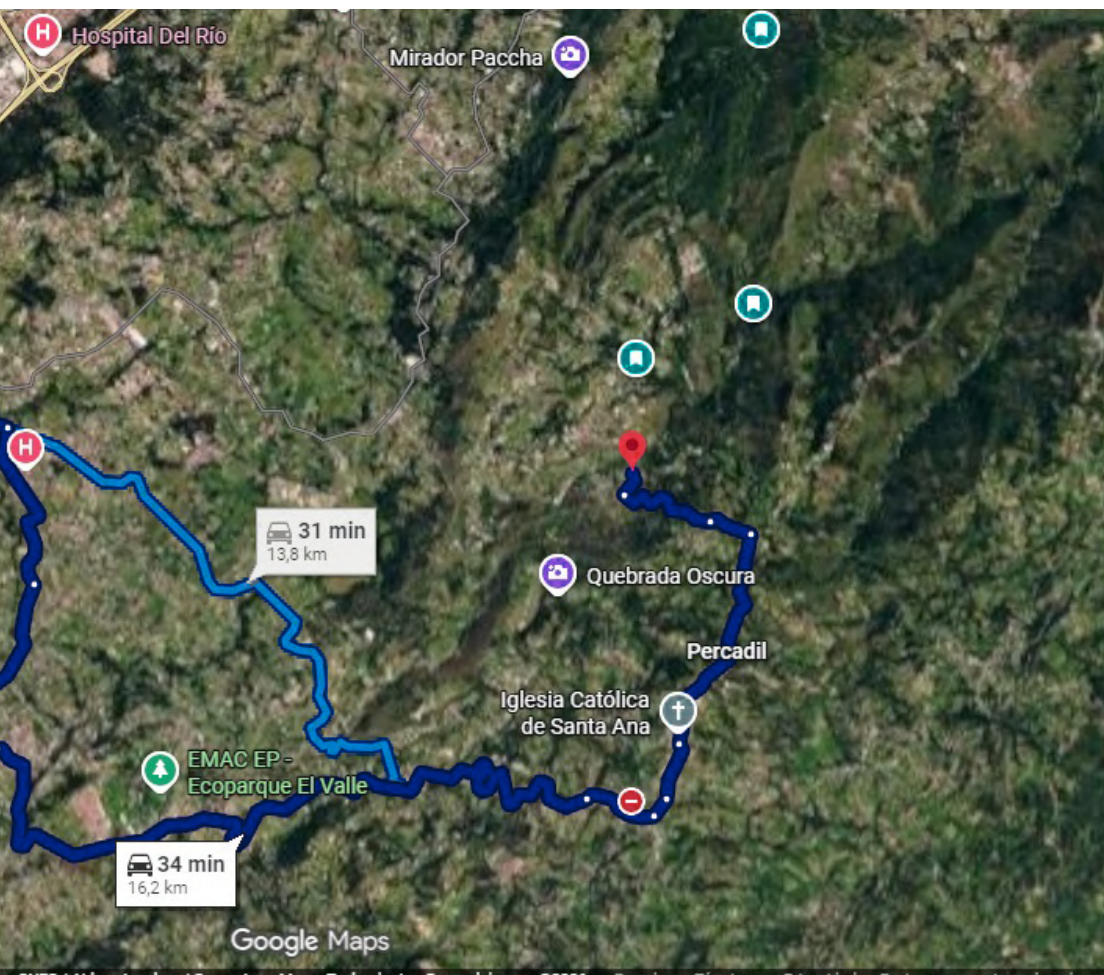 Hospital Del Río
Mirador Paccha
H
H
31 min
13,8 km
Quebrada Oscura
Percadil
Iglesia Católica
de Santa Ana
EMAC EP -
Ecoparque El Valle
34 min
16,2 km
Google Maps